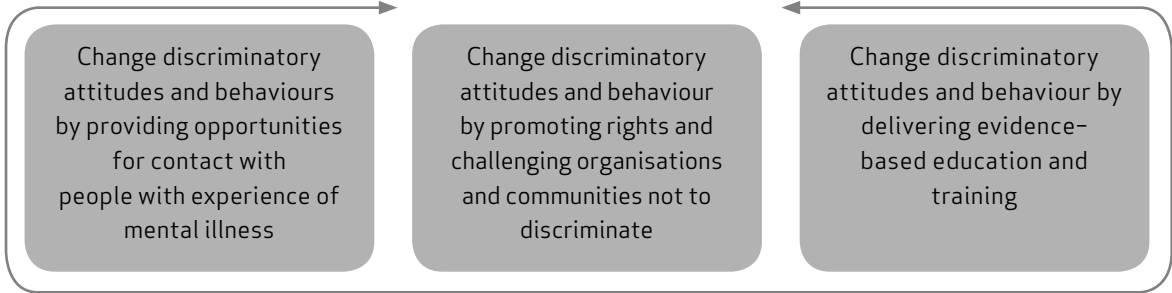 Change discriminatory
attitudes and behaviours
by providing opportunities
for contact with
people with experience of
mental illness
Change discriminatory
attitudes and behaviour
by promoting rights and
challenging organisations
and communities not to
discriminate
Change discriminatory
attitudes and behaviour by
delivering evidence–
based education and
training